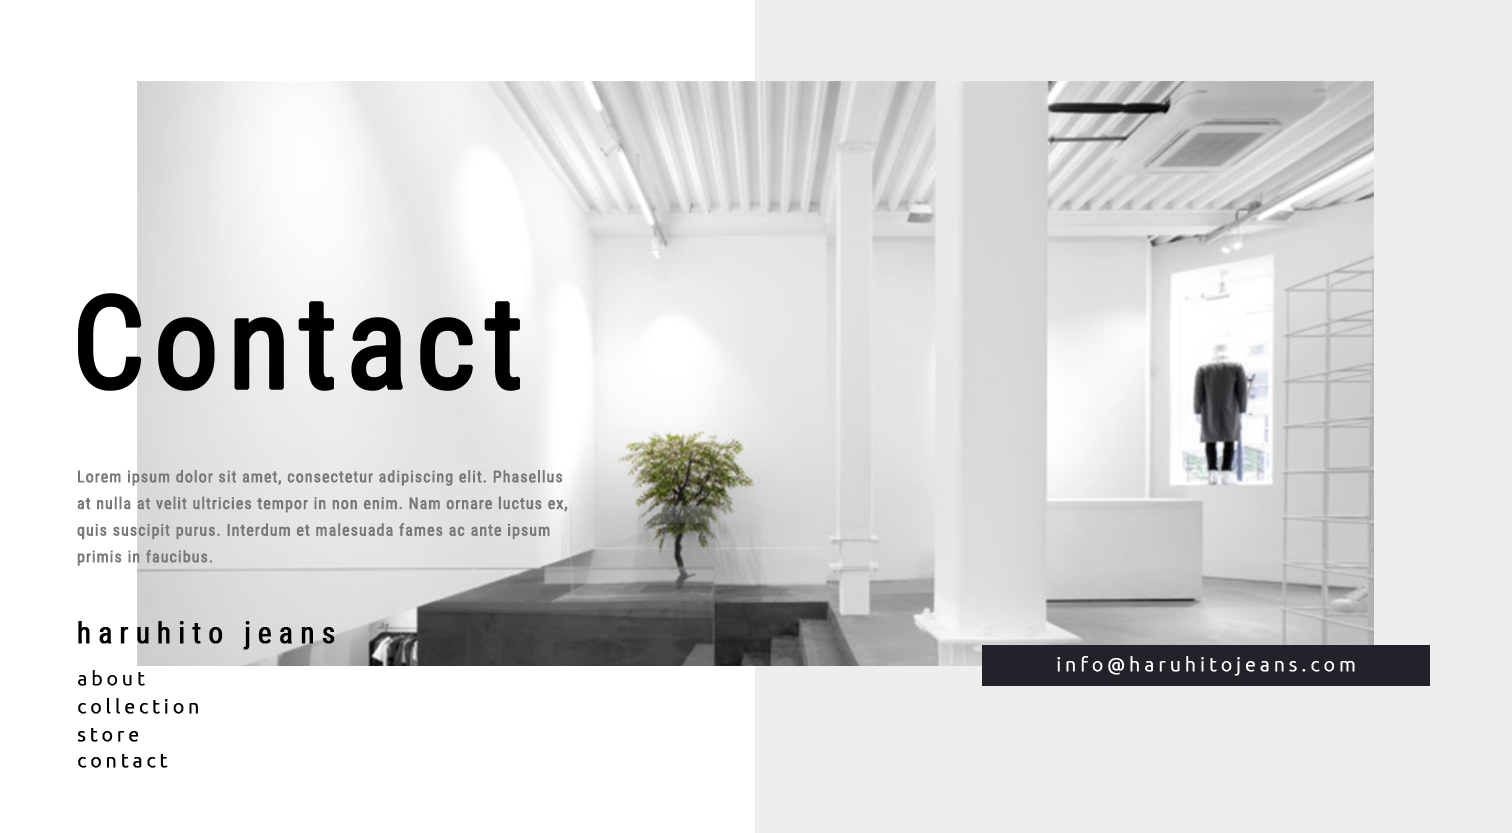 Contact
Lorem ipsum dolor sit amet, consectetur adipiscing elit. Phasellus
at nulla at velit ultricies tempor in non enim. Nam ornare luctus ex,
quis suscipit purus. Interdum et malesuada fames ac ante ipsum
primis in faucibus.
haruhito jeans
about
collection
store
contact
info@haruhitojeans.com